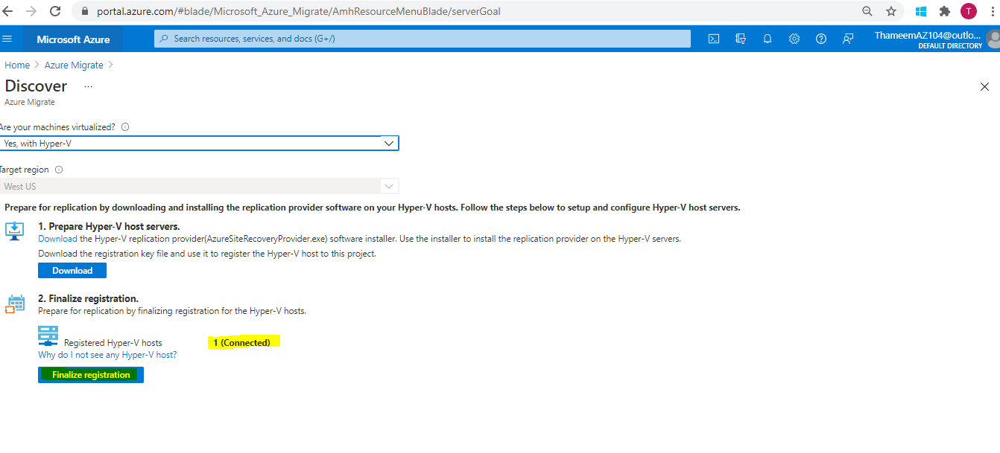 portal.azure.com/#blade/Microsoft_Azure_Migrate/AmhResourceMenuBlade/serverGoal
T
Microsoft Azure
Search resources, services, and docs (G+/)
ThameemAZ104@outlo...
DEFAULT DIRECTORY
Home > Azure Migrate >
Discover ...
Azure Migrate
Are your machines virtualized?
Yes, with Hyper-V
Target region
West US
Prepare for replication by downloading and installing the replication provider software on your Hyper-V hosts. Follow the steps below to setup and configure Hyper-V host servers.
1. Prepare Hyper-V host servers.
Download the Hyper-V replication provider(AzureSiteRecoveryProvider.exe) software installer. Use the installer to install the replication provider on the Hyper-V servers.
Download the registration key file and use it to register the Hyper-V host to this project.
Download
2. Finalize registration.
Prepare for replication by finalizing registration for the Hyper-V hosts.
Registered Hyper-V hosts 1 (Connected)
Why do I not see any Hyper-V host?
Finalize registration